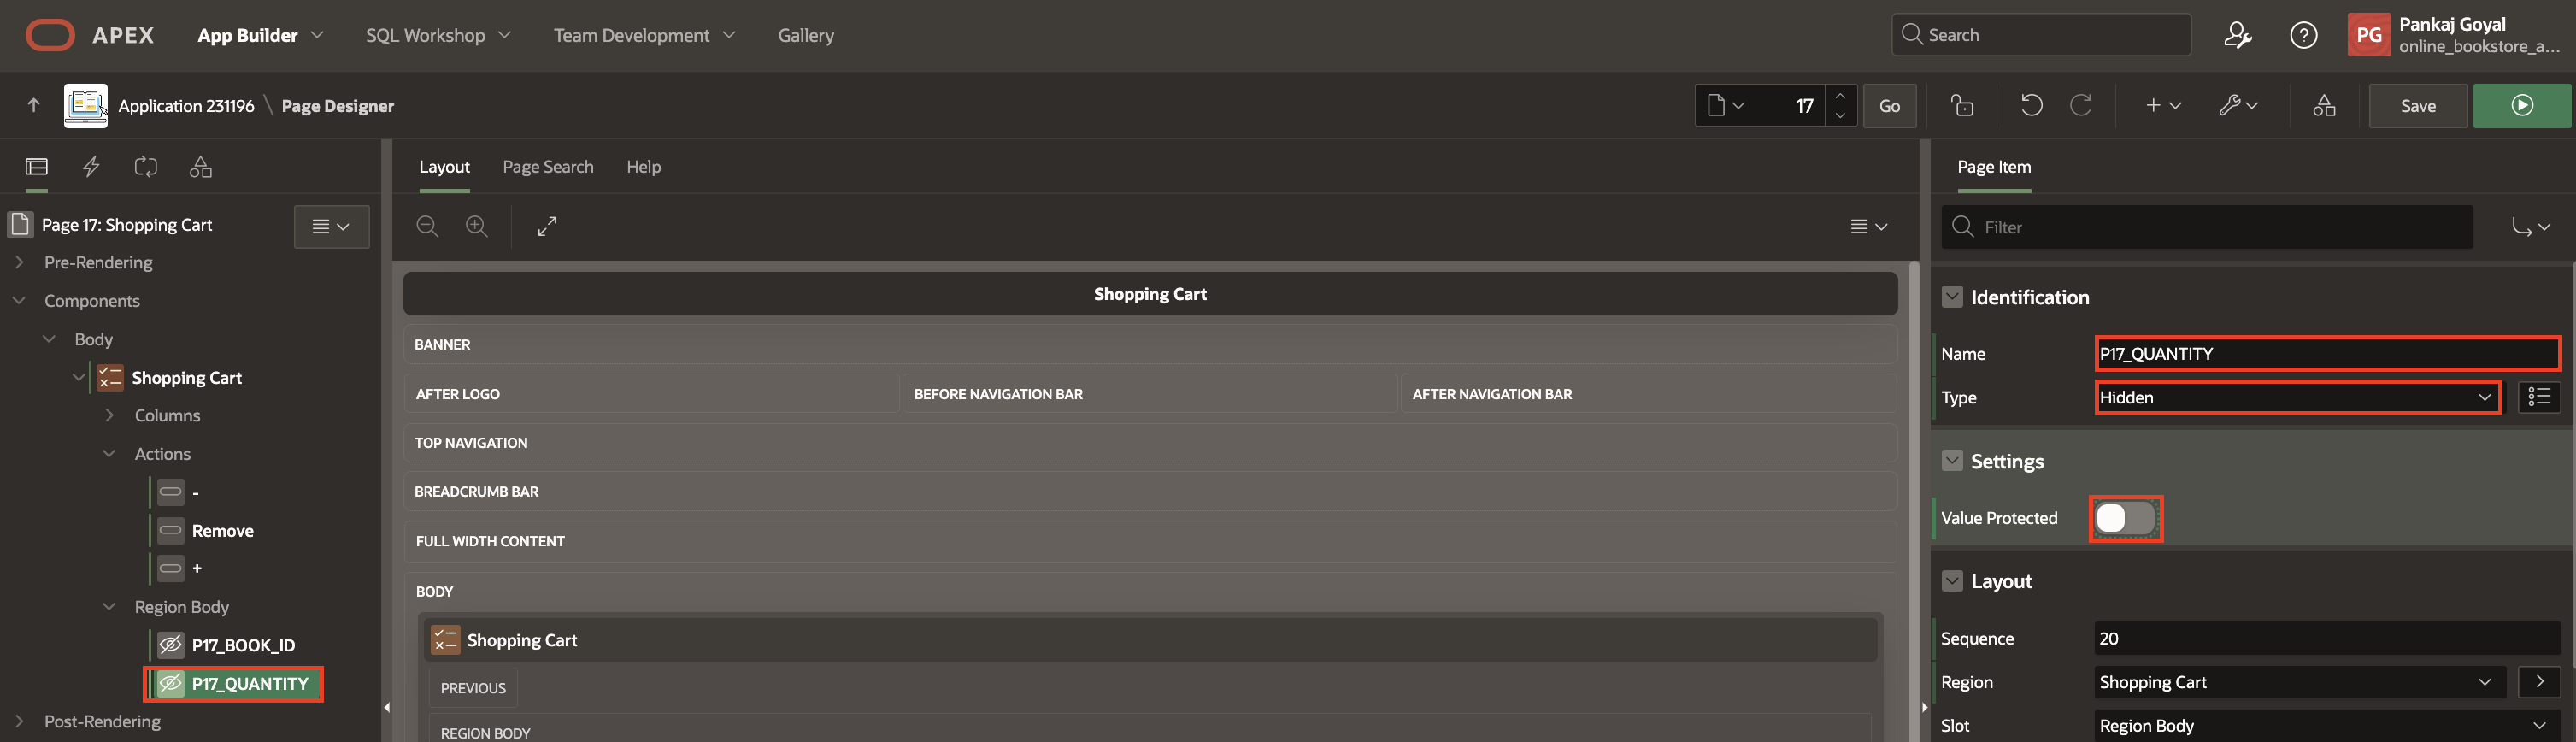 APEX App Builder SQL Workshop Team Development Gallery Search PG Pankaj Goyal
online_bookstore_a...
Application 231196 \ Page Designer 17 Go Save
Layout Page Search Help Page Item
Page 17: Shopping Cart
Filter
Pre-Rendering
Components
Body
Shopping Cart
Columns
Actions
-
Remove
+
Region Body
P17_BOOK_ID
P17_QUANTITY
Post-Rendering
Shopping Cart
BANNER
AFTER LOGO BEFORE NAVIGATION BAR AFTER NAVIGATION BAR
TOP NAVIGATION
BREADCRUMB BAR
FULL WIDTH CONTENT
BODY
Shopping Cart
PREVIOUS
REGION BODY
Identification
Name P17_QUANTITY
Type Hidden
Settings
Value Protected
Layout
Sequence 20
Region Shopping Cart
Slot Region Body